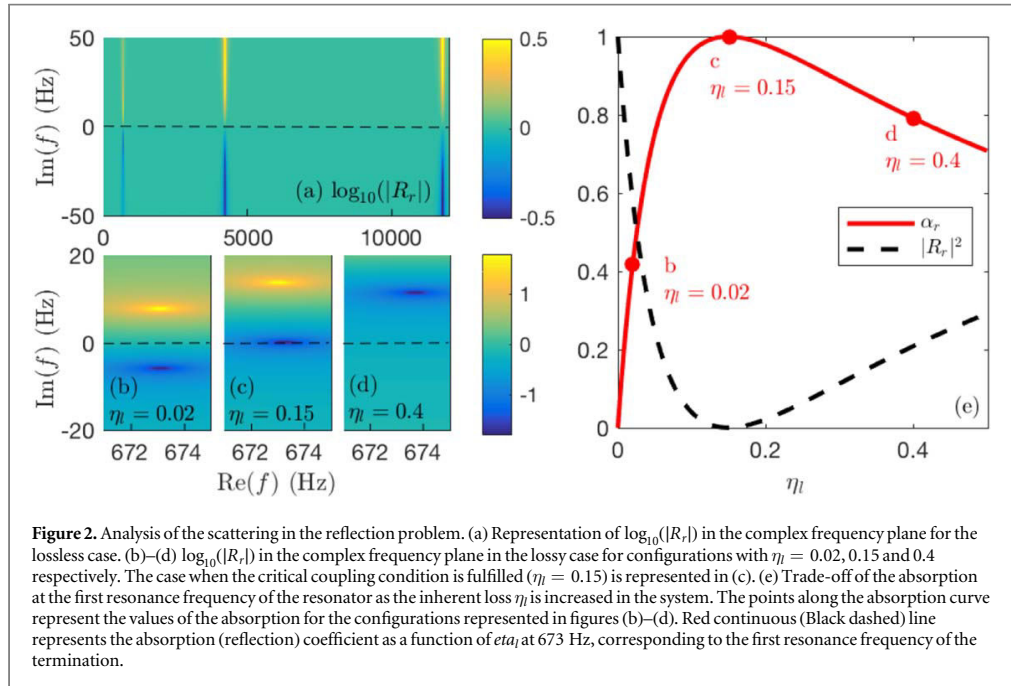 50
0
-50
Im(f) (Hz)
(a) log₁₀(|Rᵣ|)
0 5000 10000
0.5
0
-0.5
20
0
-20
Im(f) (Hz)
(b)
ηₗ = 0.02
(c)
ηₗ = 0.15
(d)
ηₗ = 0.4
672 674 672 674 672 674
Re(f) (Hz)
1
0
-1
1
0.8
0.6
0.4
0.2
0
c
ηₗ = 0.15
d
ηₗ = 0.4
αᵣ
|Rᵣ|²
b
ηₗ = 0.02
(e)
0 0.2 0.4
ηₗ
Figure 2. Analysis of the scattering in the reflection problem. (a) Representation of log₁₀(|Rᵣ|) in the complex frequency plane for the
lossless case. (b)–(d) log₁₀(|Rᵣ|) in the complex frequency plane in the lossy case for configurations with ηₗ = 0.02, 0.15 and 0.4
respectively. The case when the critical coupling condition is fulfilled (ηₗ = 0.15) is represented in (c). (e) Trade-off of the absorption
at the first resonance frequency of the resonator as the inherent loss ηₗ is increased in the system. The points along the absorption curve
represent the values of the absorption for the configurations represented in figures (b)–(d). Red continuous (Black dashed) line
represents the absorption (reflection) coefficient as a function of etaₗ at 673 Hz, corresponding to the first resonance frequency of the
termination.